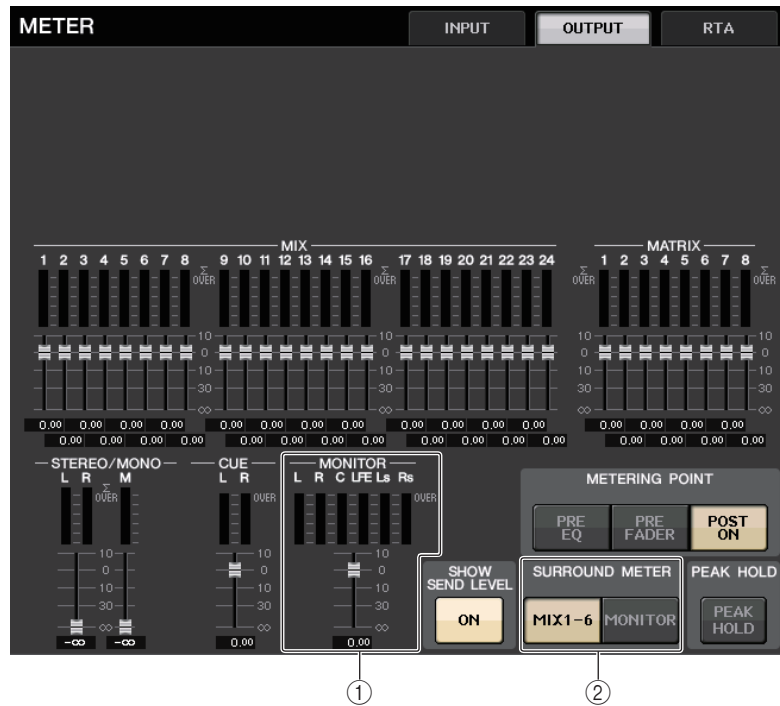 METER INPUT OUTPUT RTA
MIX MATRIX
1 2 3 4 5 6 7 8 9 10 11 12 13 14 15 16 17 18 19 20 21 22 23 24 1 2 3 4 5 6 7 8
Σ OVER Σ OVER Σ OVER Σ OVER
10 10 10 10
0 0 0 0
10 10 10 10
30 30 30 30
∞ ∞ ∞ ∞
0.00 0.00 0.00 0.00 0.00 0.00 0.00 0.00 0.00 0.00 0.00 0.00 0.00 0.00 0.00 0.00
0.00 0.00 0.00 0.00 0.00 0.00 0.00 0.00 0.00 0.00 0.00 0.00 0.00 0.00 0.00 0.00
STEREO/MONO CUE MONITOR
L R M L R L R C LFE Ls Rs
Σ OVER OVER OVER
10 10 10
0 0 0
10 10 10
30 30 30
∞ ∞ ∞
-∞ -∞ 0.00 0.00
METERING POINT
PRE EQ PRE FADER POST ON
SHOW SEND LEVEL SURROUND METER PEAK HOLD
ON MIX1-6 MONITOR PEAK HOLD
① ②